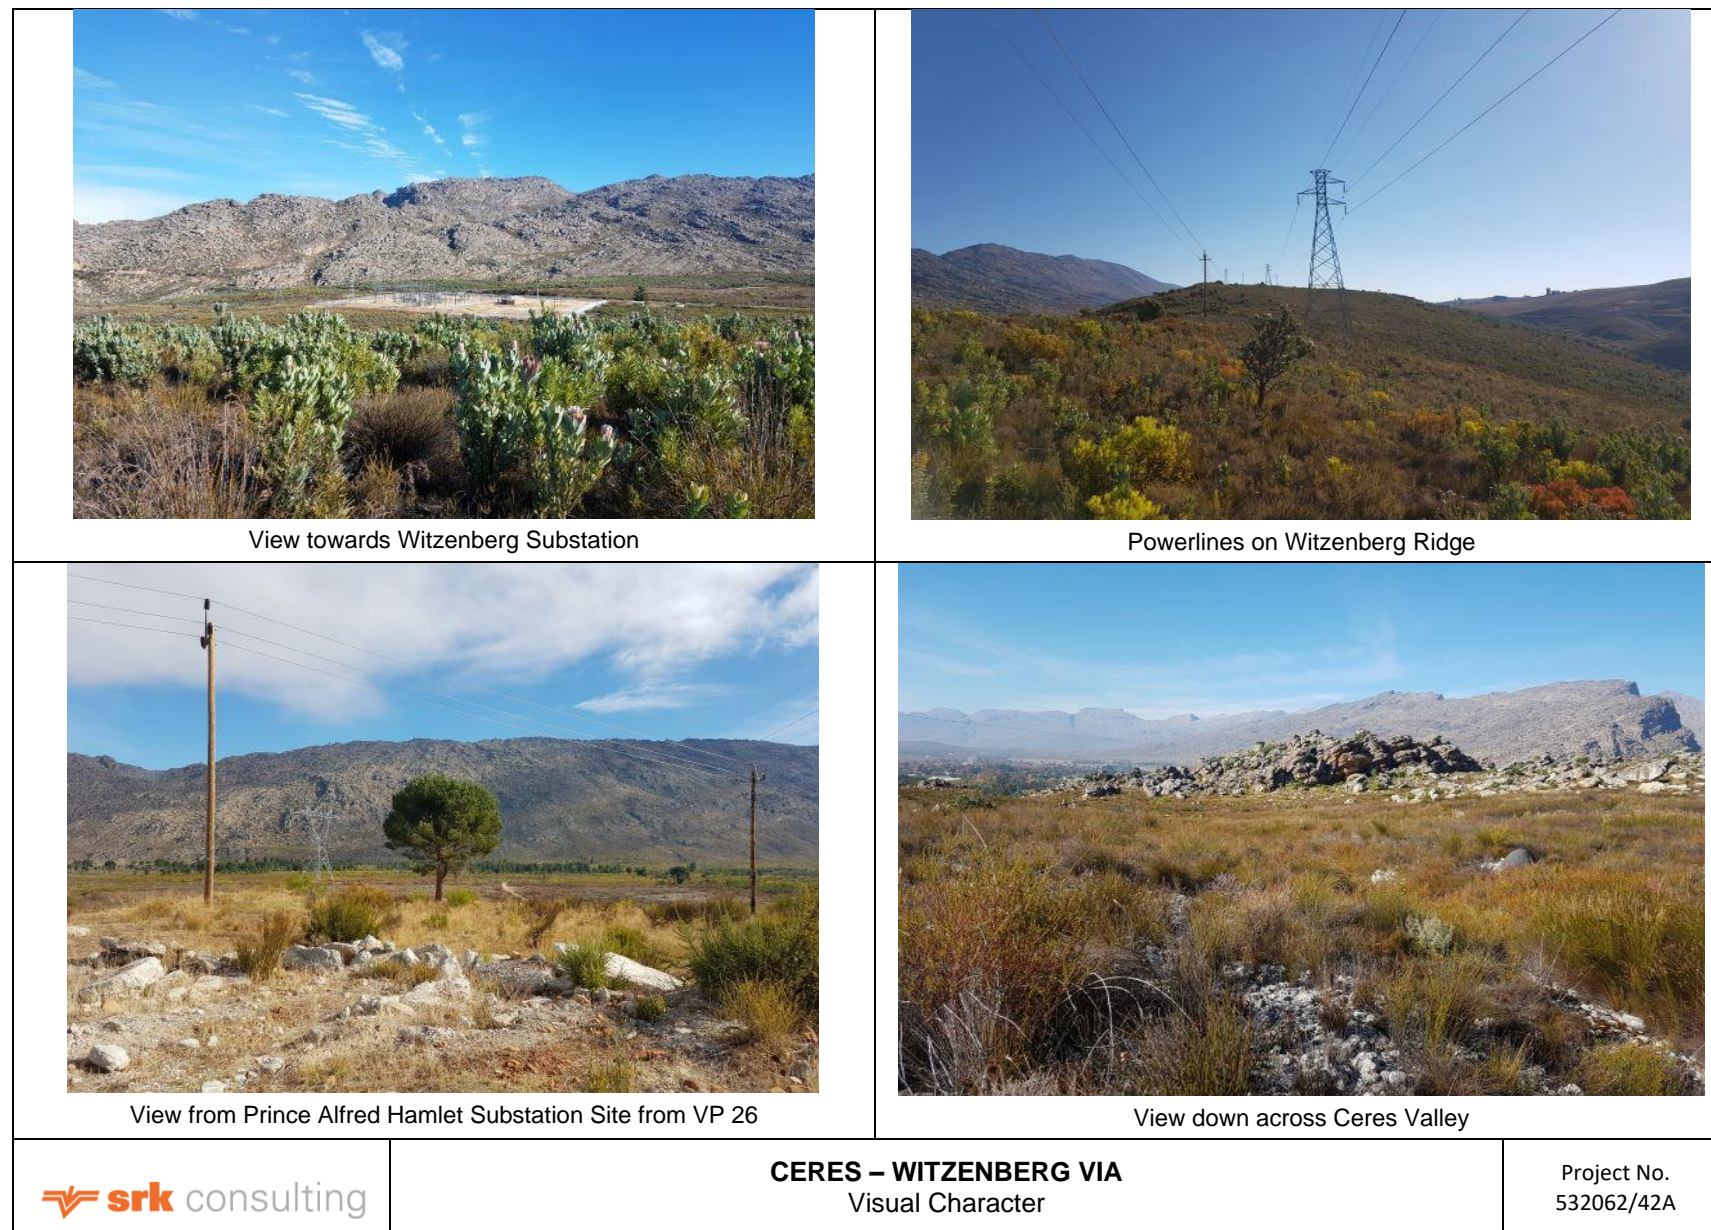 View towards Witzenberg Substation
Powerlines on Witzenberg Ridge
View from Prince Alfred Hamlet Substation Site from VP 26
View down across Ceres Valley
srk consulting
CERES – WITZENBERG VIA
Visual Character
Project No.
532062/42A